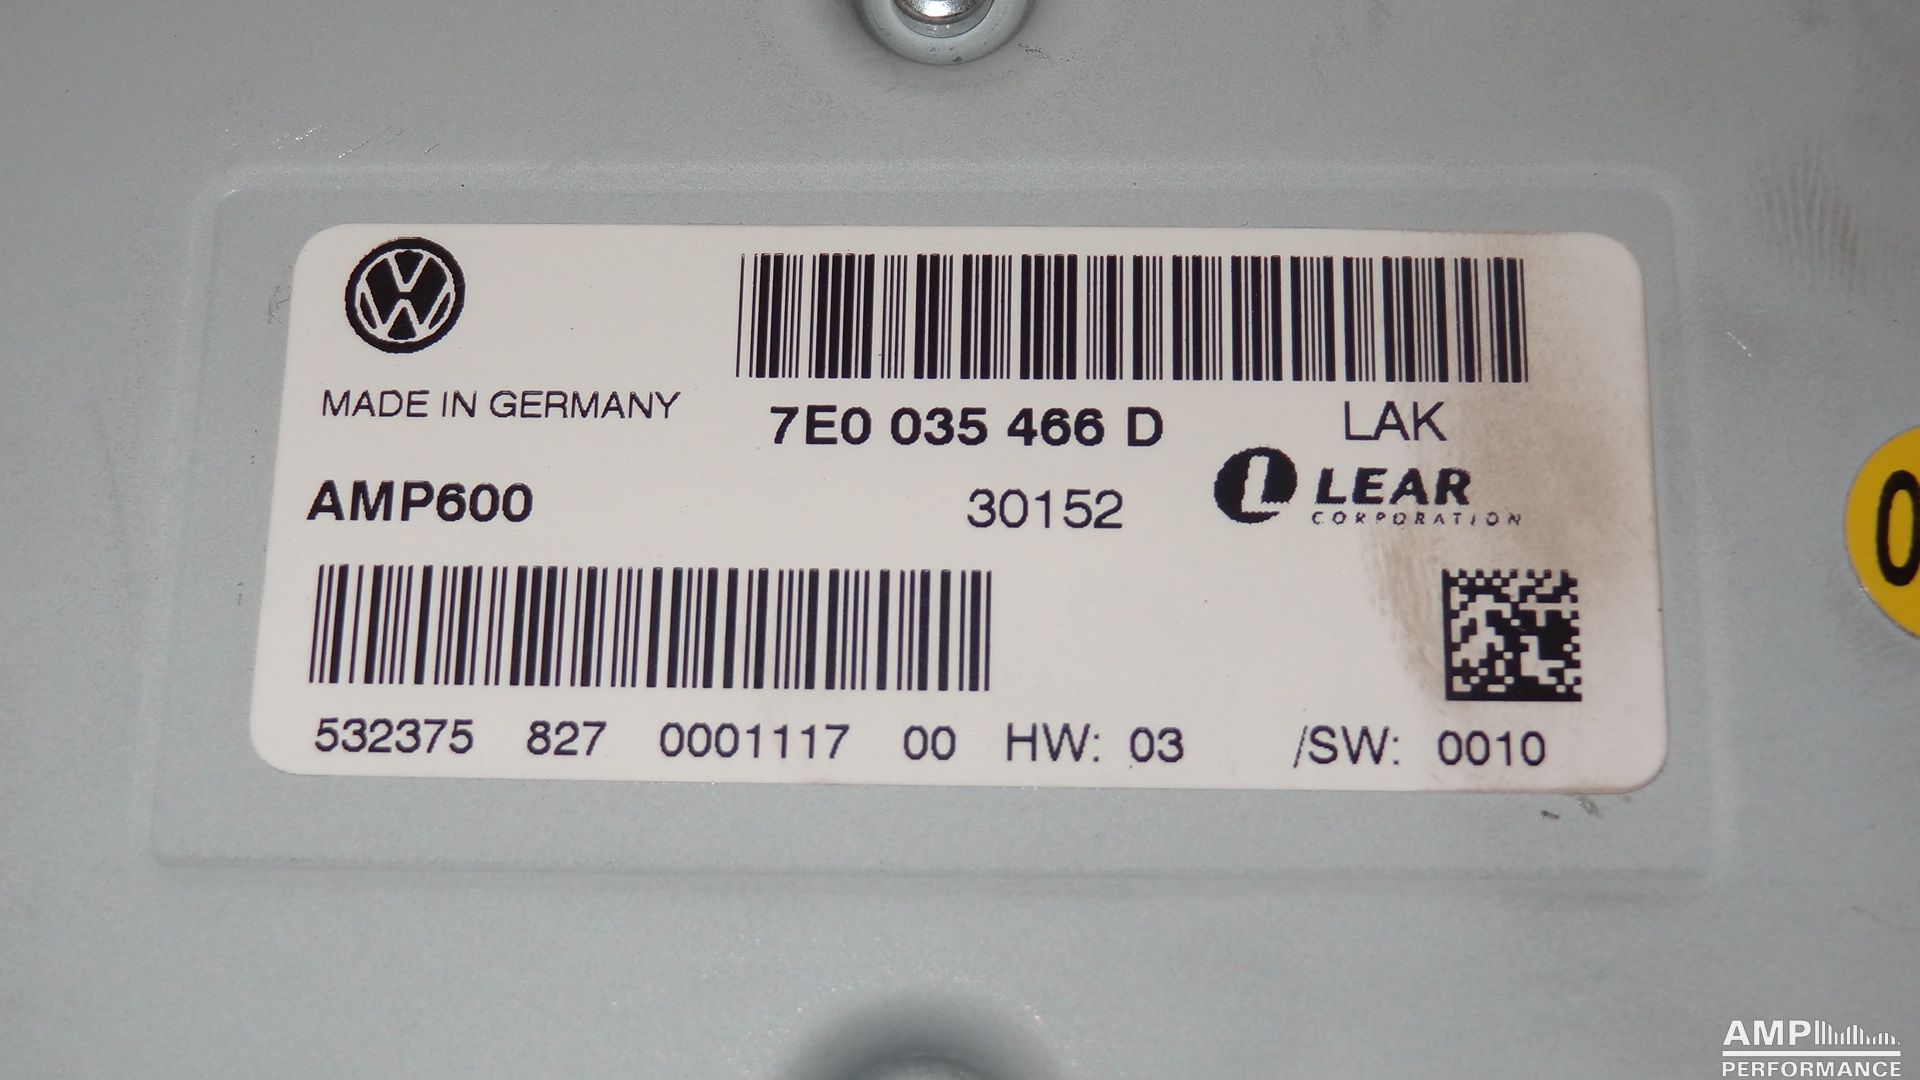 MADE IN GERMANY
7E0 035 466 D LAK
AMP600 30152 LEAR
CORPORATION
532375 827 0001117 00 HW: 03 /SW: 0010
0
AMP
PERFORMANCE